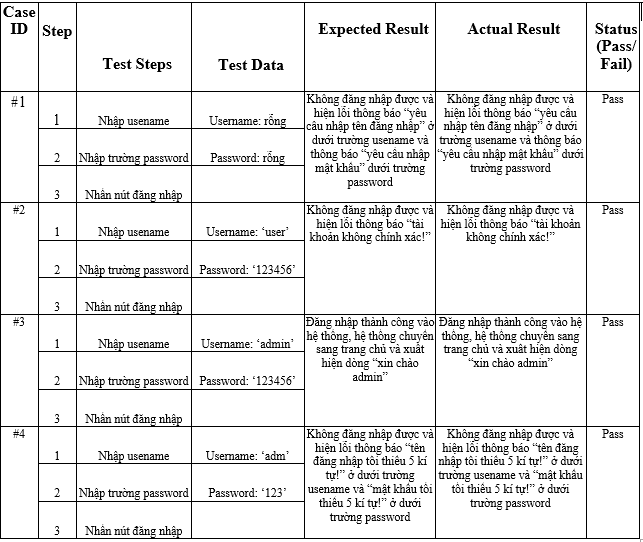 Case ID
Step
Test Steps
Test Data
Expected Result
Actual Result
Status (Pass/ Fail)
#1
1
Nhập usename
Username: rỗng
2
Nhập trường password
Password: rỗng
3
Nhấn nút đăng nhập
Không đăng nhập được và
hiện lỗi thông báo “yêu
cầu nhập tên đăng nhập” ở
dưới trường usename và
thông báo “yêu cầu nhập
mật khẩu” dưới trường
password
Không đăng nhập được và
hiện lỗi thông báo “yêu cầu
nhập tên đăng nhập” ở dưới
trường usename và thông báo
“yêu cầu nhập mật khẩu” dưới
trường password
Pass
#2
1
Nhập usename
Username: ‘user’
2
Nhập trường password
Password: ‘123456’
3
Nhấn nút đăng nhập
Không đăng nhập được và
hiện lỗi thông báo “tài
khoản không chính xác!”
Không đăng nhập được và
hiện lỗi thông báo “tài khoản
không chính xác!”
Pass
#3
1
Nhập usename
Username: ‘admin’
2
Nhập trường password
Password: ‘123456’
3
Nhấn nút đăng nhập
Đăng nhập thành công vào
hệ thống, hệ thống chuyển
sang trang chủ và xuất
hiện dòng “xin chào
admin”
Đăng nhập thành công vào hệ
thống, hệ thống chuyển sang
trang chủ và xuất hiện dòng
“xin chào admin”
Pass
#4
1
Nhập usename
Username: ‘adm’
2
Nhập trường password
Password: ‘123’
3
Nhấn nút đăng nhập
Không đăng nhập được và
hiện lỗi thông báo “tên
đăng nhập tối thiểu 5 kí
tự!” ở dưới trường
usename và “mật khẩu tối
thiểu 5 kí tự!” ở dưới
trường password
Không đăng nhập được và
hiện lỗi thông báo “tên đăng
nhập tối thiểu 5 kí tự!” ở dưới
trường usename và “mật khẩu
tối thiểu 5 kí tự!” ở dưới
trường password
Pass